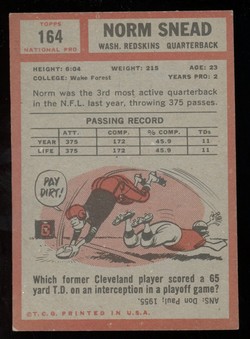 TOPPS
164
NATIONAL PRO
NORM SNEAD
WASH. REDSKINS QUARTERBACK
HEIGHT: 6:04 WEIGHT: 215 AGE: 23
COLLEGE: Wake Forest YEARS PRO: 2
Norm was the 3rd most active quarterback
in the N.F.L. last year, throwing 375 passes.
PASSING RECORD
ATT. COMP. % COMP. TDs
YEAR 375 172 45.9 11
LIFE 375 172 45.9 11
PAY
DIRT!
Which former Cleveland player scored a 65
yard T.D. on an interception in a playoff game?
ANS: Don Paul; 1955.
©T.C.G. PRINTED IN U.S.A.